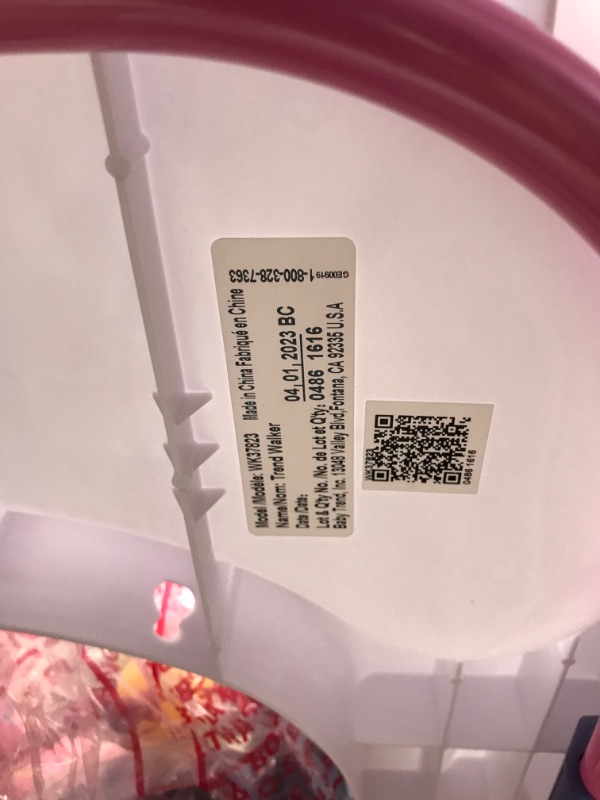 Model /Modèle: WK37823 Made in China Fabriqué en Chine
Name/Nom: Trend Walker
Date /Date: 04, 01, 2023 BC
Lot & Q'ty No. /No. de Lot et Q'ty: 0486 1616
Baby Trend, Inc. 13048 Valley Blvd, Fontana, CA 92335 U.S.A
1-800-328-7363
GE00919
WK37823
0486 1616